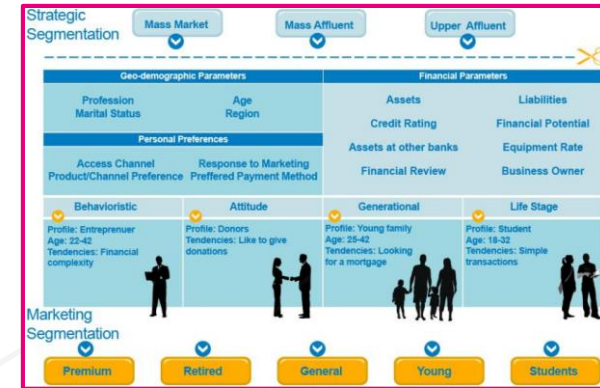 Strategic
Segmentation
Mass Market
Mass Affluent
Upper Affluent
Geo-demographic Parameters
Financial Parameters
Profession
Age
Marital Status
Region
Personal Preferences
Access Channel
Response to Marketing
Product/Channel Preference
Preffered Payment Method
Assets
Liabilities
Credit Rating
Financial Potential
Assets at other banks
Equipment Rate
Financial Review
Business Owner
Behavioristic
Profile: Entreprenuer
Age: 22-42
Tendencies: Financial
complexity
Attitude
Profile: Donors
Tendencies: Like to give
donations
Generational
Profile: Young family
Age: 25-42
Tendencies: Looking
for a mortgage
Life Stage
Profile: Student
Age: 18-32
Tendencies: Simple
transactions
Marketing
Segmentation
Premium
Retired
General
Young
Students